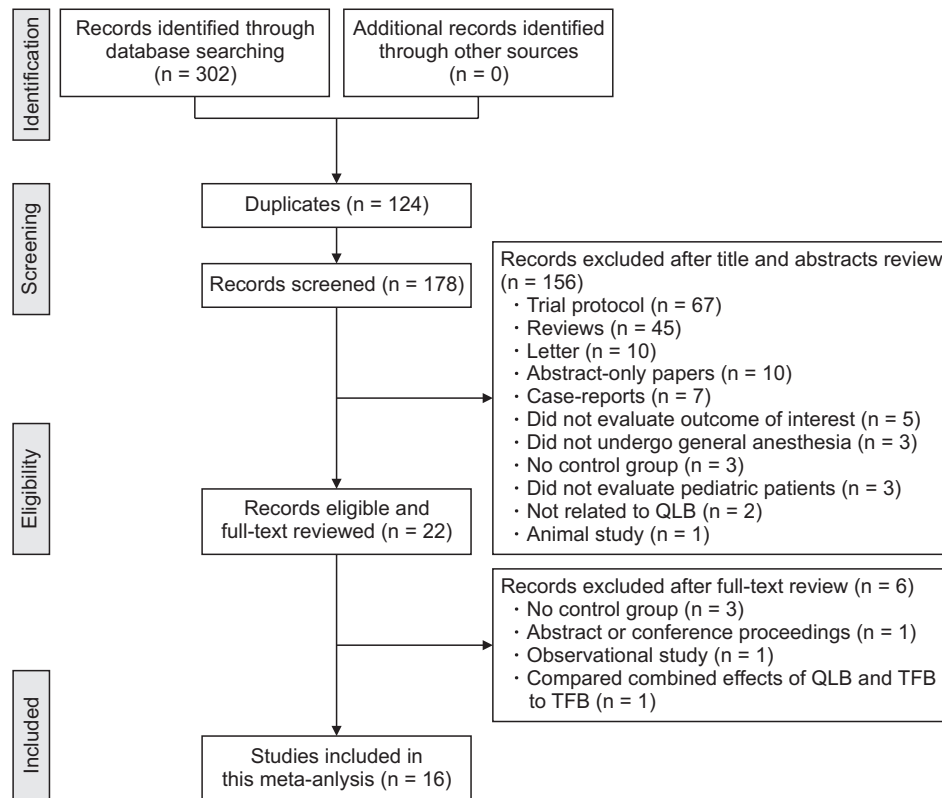 Identification
Records identified through
database searching
(n = 302)
Additional records identified
through other sources
(n = 0)
Screening
Duplicates (n = 124)
Records screened (n = 178)
Records excluded after title and abstracts review
(n = 156)
· Trial protocol (n = 67)
· Reviews (n = 45)
· Letter (n = 10)
· Abstract-only papers (n = 10)
· Case-reports (n = 7)
· Did not evaluate outcome of interest (n = 5)
· Did not undergo general anesthesia (n = 3)
· No control group (n = 3)
· Did not evaluate pediatric patients (n = 3)
· Not related to QLB (n = 2)
· Animal study (n = 1)
Eligibility
Records eligible and
full-text reviewed (n = 22)
Records excluded after full-text review (n = 6)
· No control group (n = 3)
· Abstract or conference proceedings (n = 1)
· Observational study (n = 1)
· Compared combined effects of QLB and TFB
to TFB (n = 1)
Included
Studies included in
this meta-anlysis (n = 16)